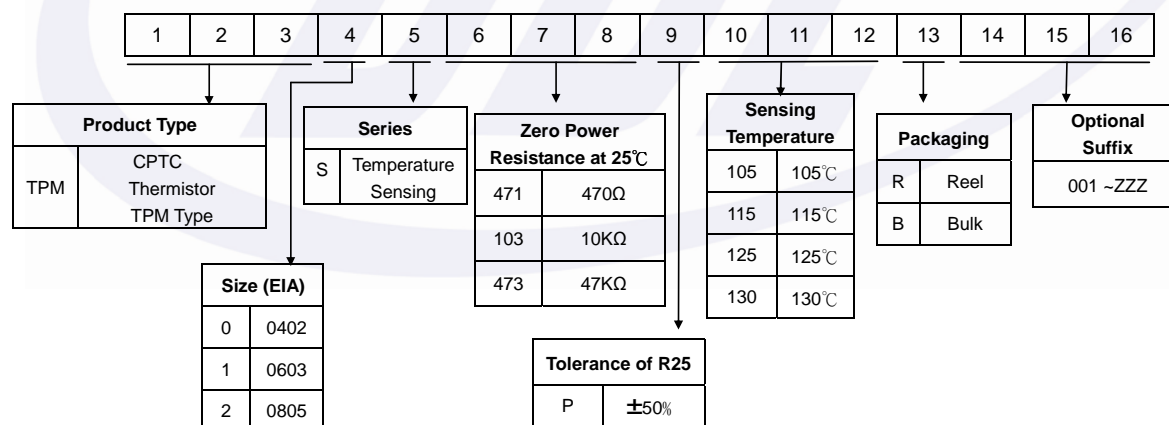 1 2 3 4 5 6 7 8 9 10 11 12 13 14 15 16
Product Type
TPM
CPTC
Thermistor
TPM Type
Size (EIA)
0 0402
1 0603
2 0805
Series
S
Temperature
Sensing
Zero Power
Resistance at 25℃
471 470Ω
103 10KΩ
473 47KΩ
Tolerance of R25
P ±50%
Sensing
Temperature
105 105℃
115 115℃
125 125℃
130 130℃
Packaging
R Reel
B Bulk
Optional
Suffix
001 ~ZZZ